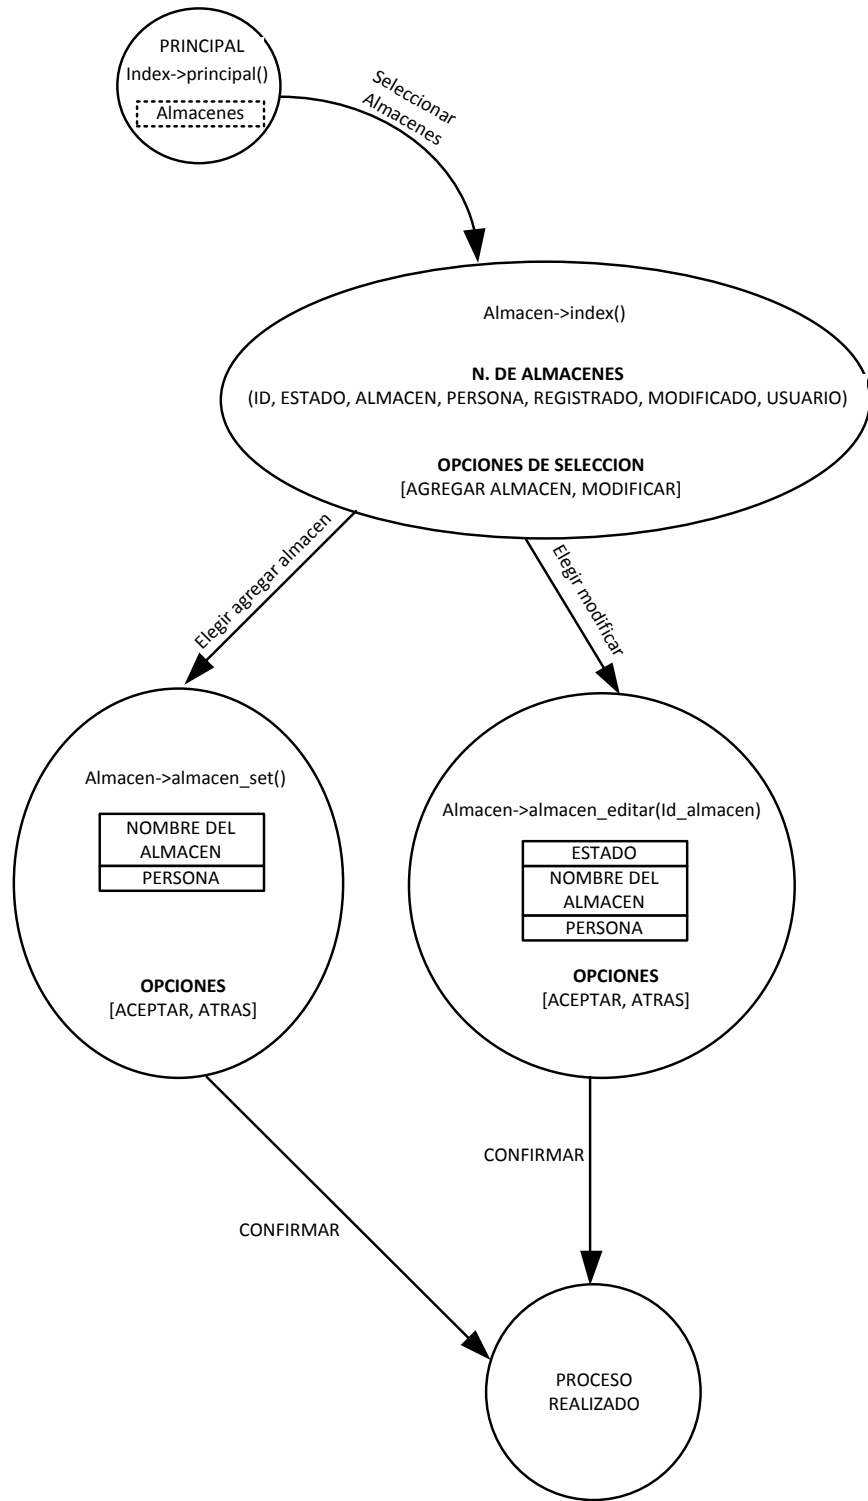 PRINCIPAL
Index->principal()
Almacenes
Seleccionar
Almacenes
Almacen->index()
N. DE ALMACENES
(ID, ESTADO, ALMACEN, PERSONA, REGISTRADO, MODIFICADO, USUARIO)
OPCIONES DE SELECCION
[AGREGAR ALMACEN, MODIFICAR]
Elegir agregar almacen
Elegir modificar
Almacen->almacen_set()
NOMBRE DEL
ALMACEN
PERSONA
OPCIONES
[ACEPTAR, ATRAS]
Almacen->almacen_editar(Id_almacen)
ESTADO
NOMBRE DEL
ALMACEN
PERSONA
OPCIONES
[ACEPTAR, ATRAS]
CONFIRMAR
CONFIRMAR
PROCESO
REALIZADO